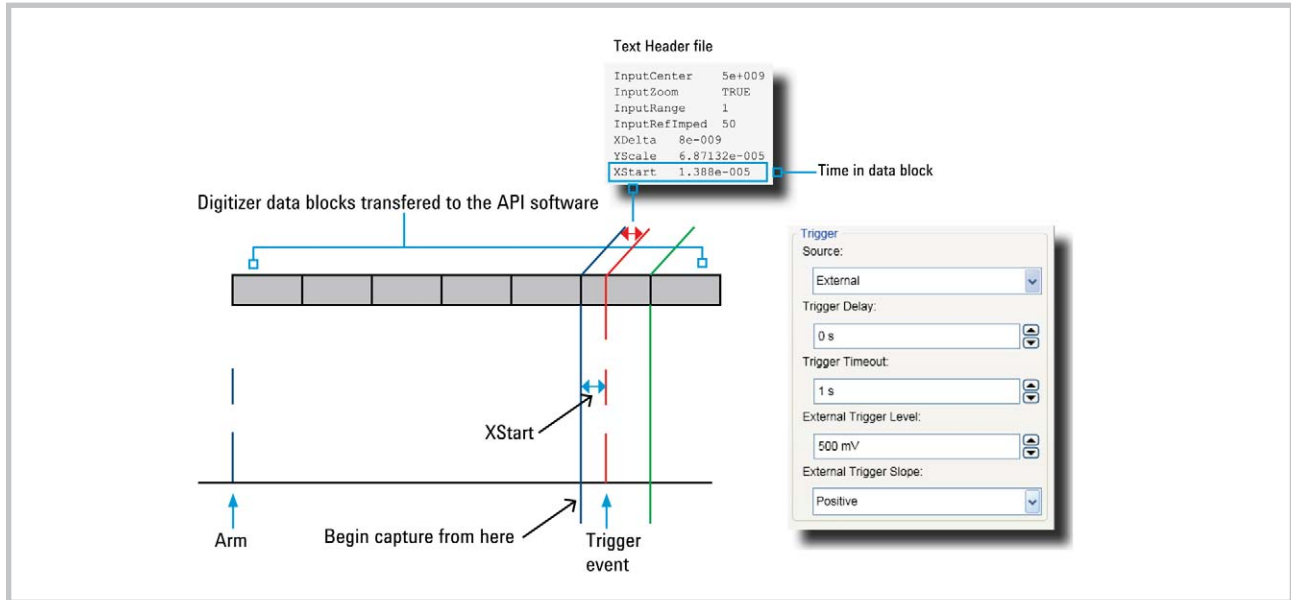 Text Header file
InputCenter 5e+009
InputZoom TRUE
InputRange 1
InputRefImped 50
XDelta 8e-009
YScale 6.87132e-005
XStart 1.388e-005
Time in data block
Digitizer data blocks transfered to the API software
XStart
Arm
Begin capture from here
Trigger
event
Trigger
Source:
External
Trigger Delay:
0 s
Trigger Timeout:
1 s
External Trigger Level:
500 mV
External Trigger Slope:
Positive